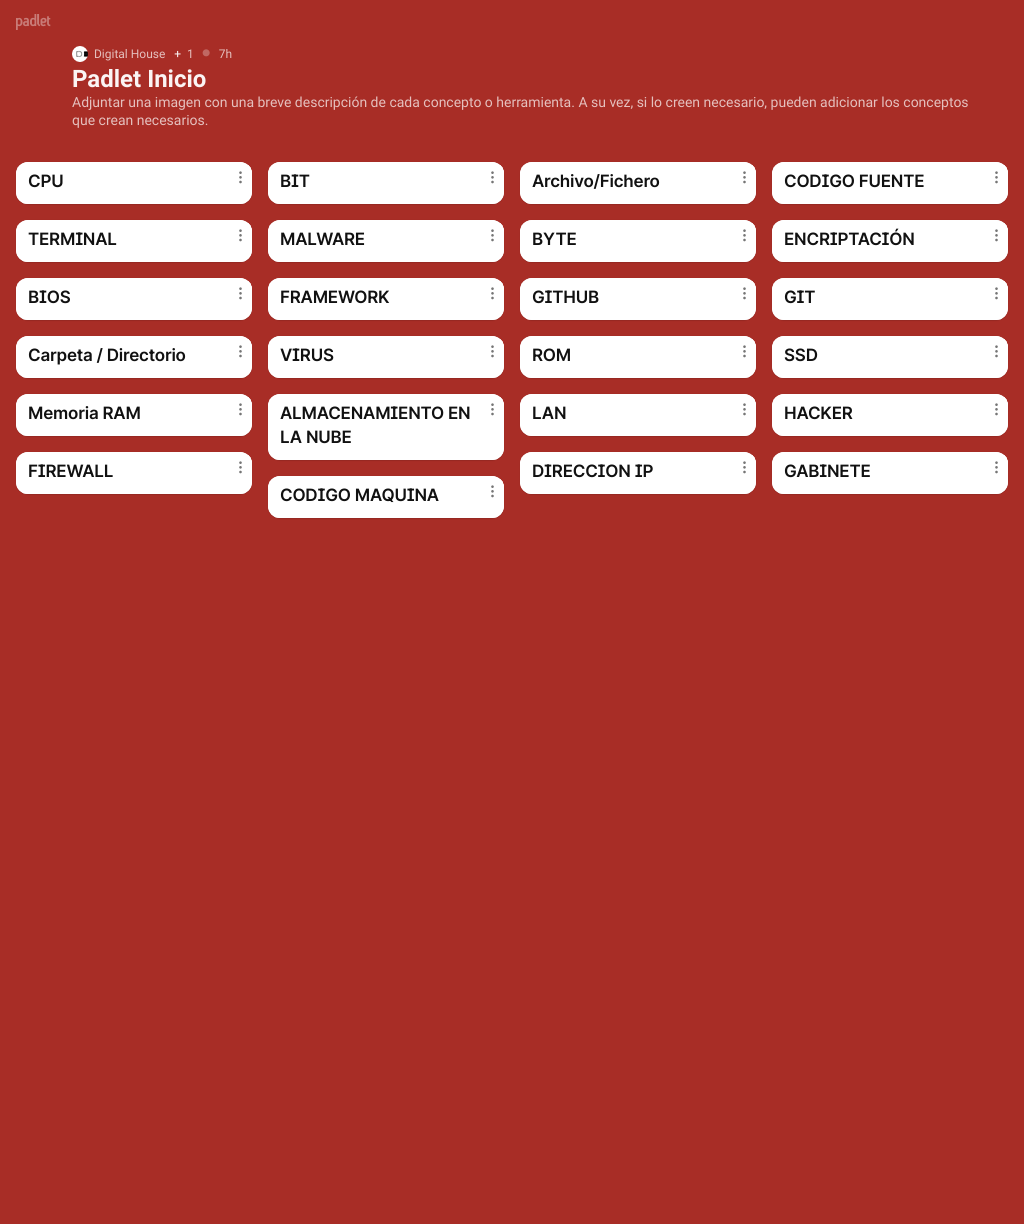 padlet
Digital House + 1 7h
Padlet Inicio
Adjuntar una imagen con una breve descripción de cada concepto o herramienta. A su vez, si lo creen necesario, pueden adicionar los conceptos
que crean necesarios.
CPU
TERMINAL
BIOS
Carpeta / Directorio
Memoria RAM
FIREWALL
BIT
MALWARE
FRAMEWORK
VIRUS
ALMACENAMIENTO EN
LA NUBE
CODIGO MAQUINA
Archivo/Fichero
BYTE
GITHUB
ROM
LAN
DIRECCION IP
CODIGO FUENTE
ENCRIPTACIÓN
GIT
SSD
HACKER
GABINETE